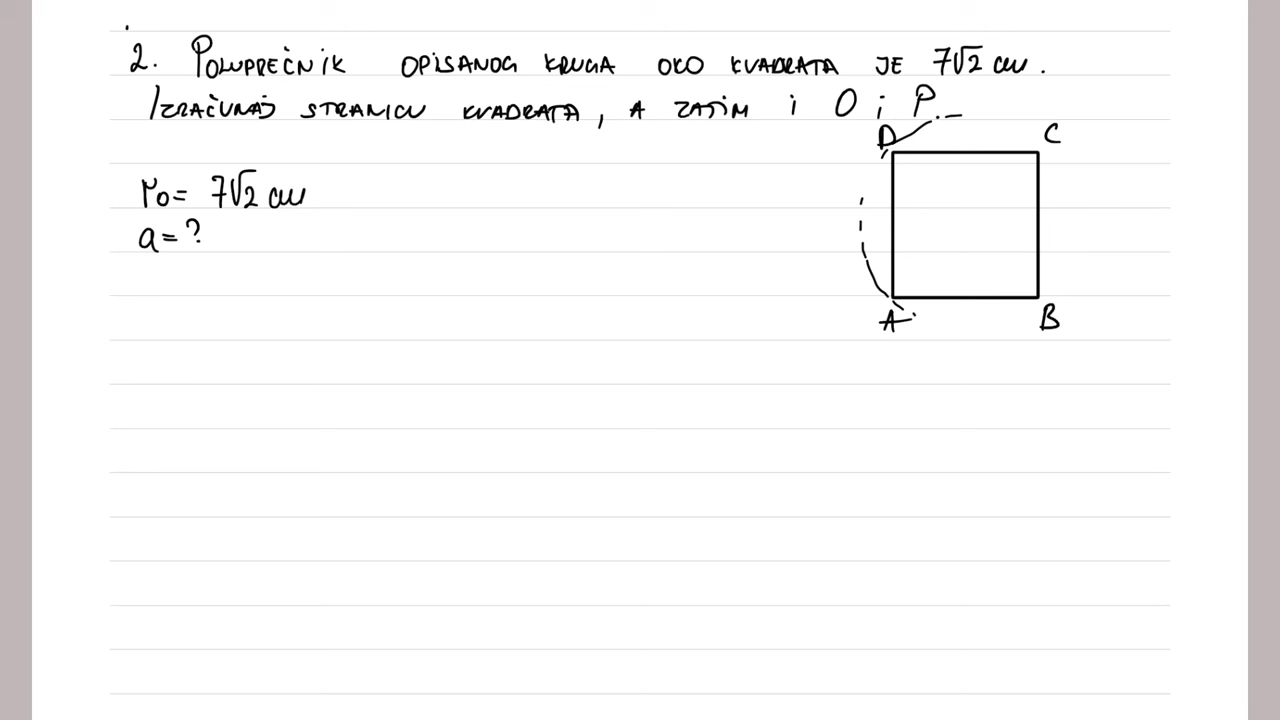 2. POLUPREČNIK OPISANOG KRUGA OKO KVADRATA JE 7√2 cm.
IZRAČUNAJ STRANICU KVADRATA, A ZATIM I O I P.
D C
r₀ = 7√2 cm
a = ?
A B